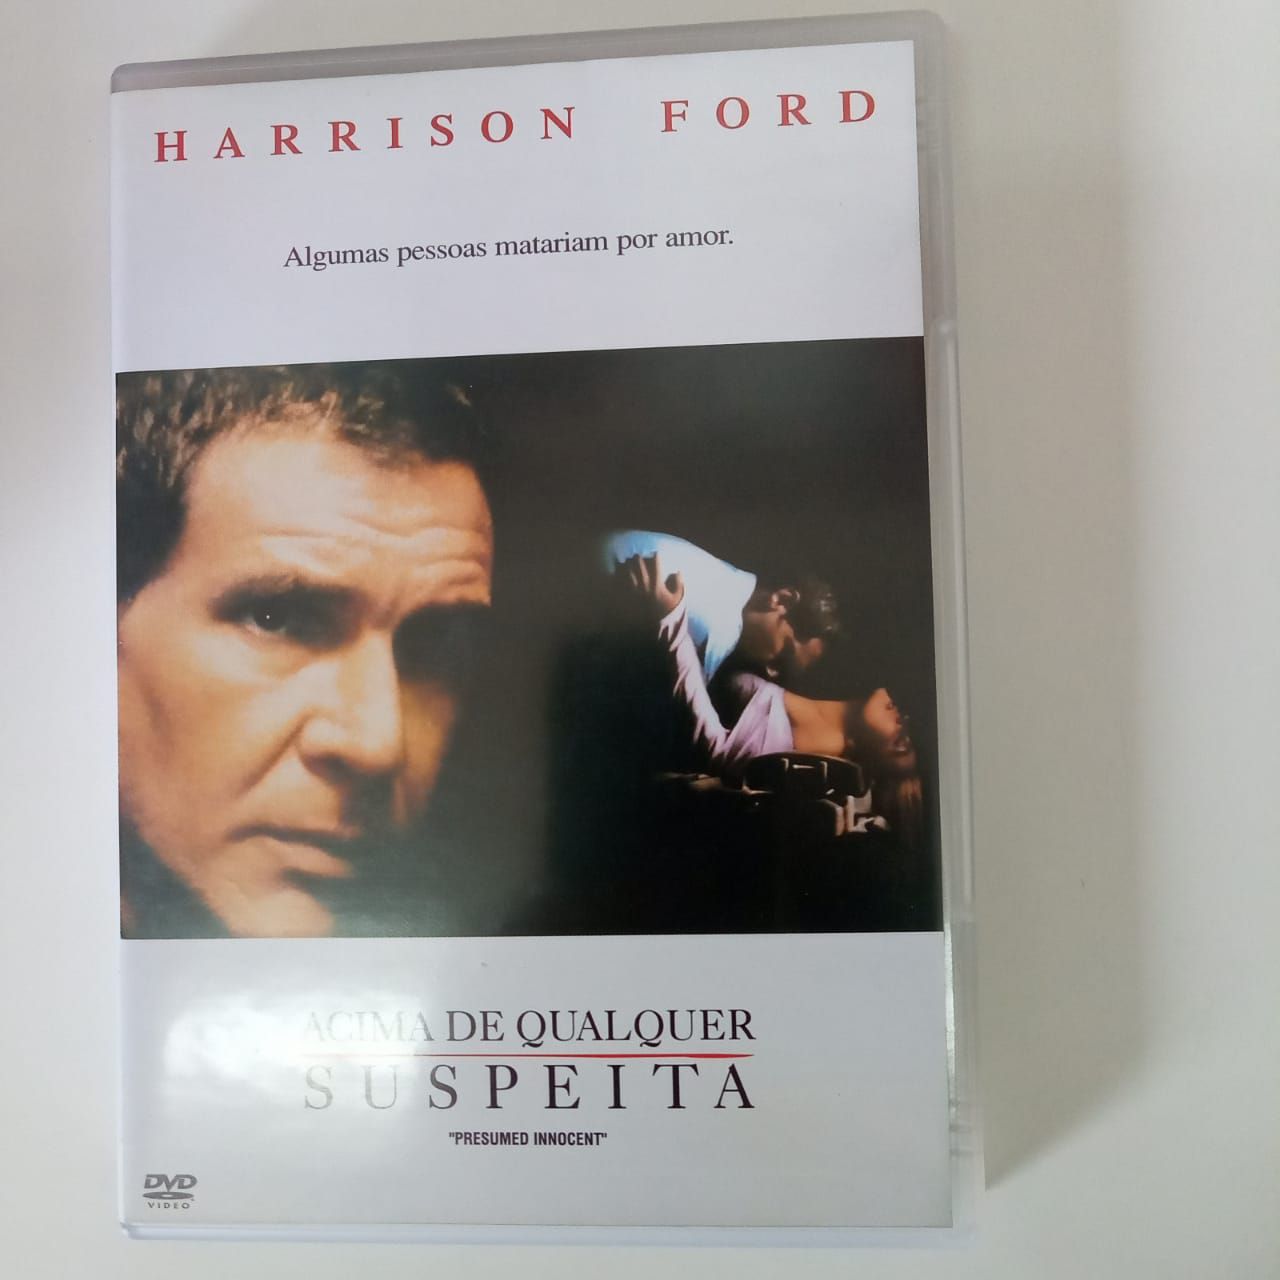 HARRISON FORD
Algumas pessoas matariam por amor.
ACIMA DE QUALQUER
SUSPEITA
"PRESUMED INNOCENT"
DVD
VIDEO